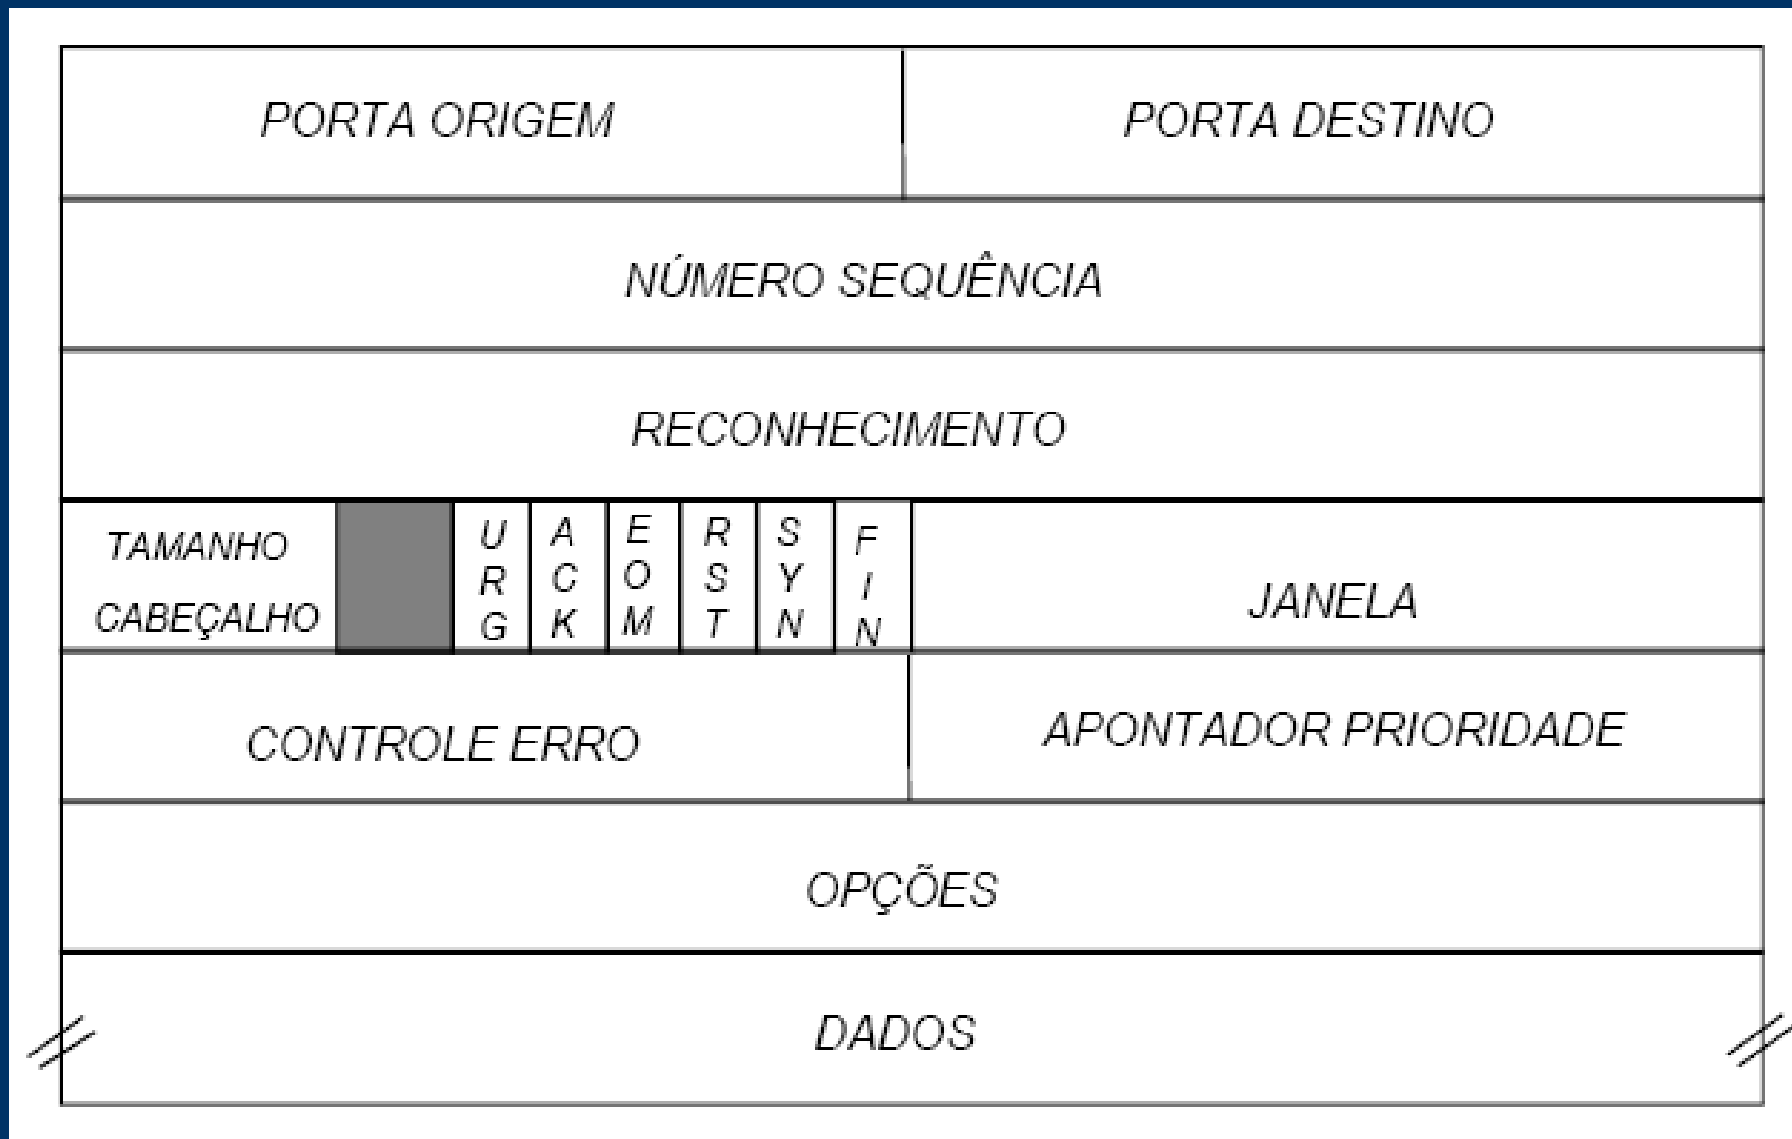 PORTA ORIGEM
PORTA DESTINO
NÚMERO SEQUÊNCIA
RECONHECIMENTO
TAMANHO
CABEÇALHO
URG
ACK
EOM
RST
SYN
FIN
JANELA
CONTROLE ERRO
APONTADOR PRIORIDADE
OPÇÕES
DADOS